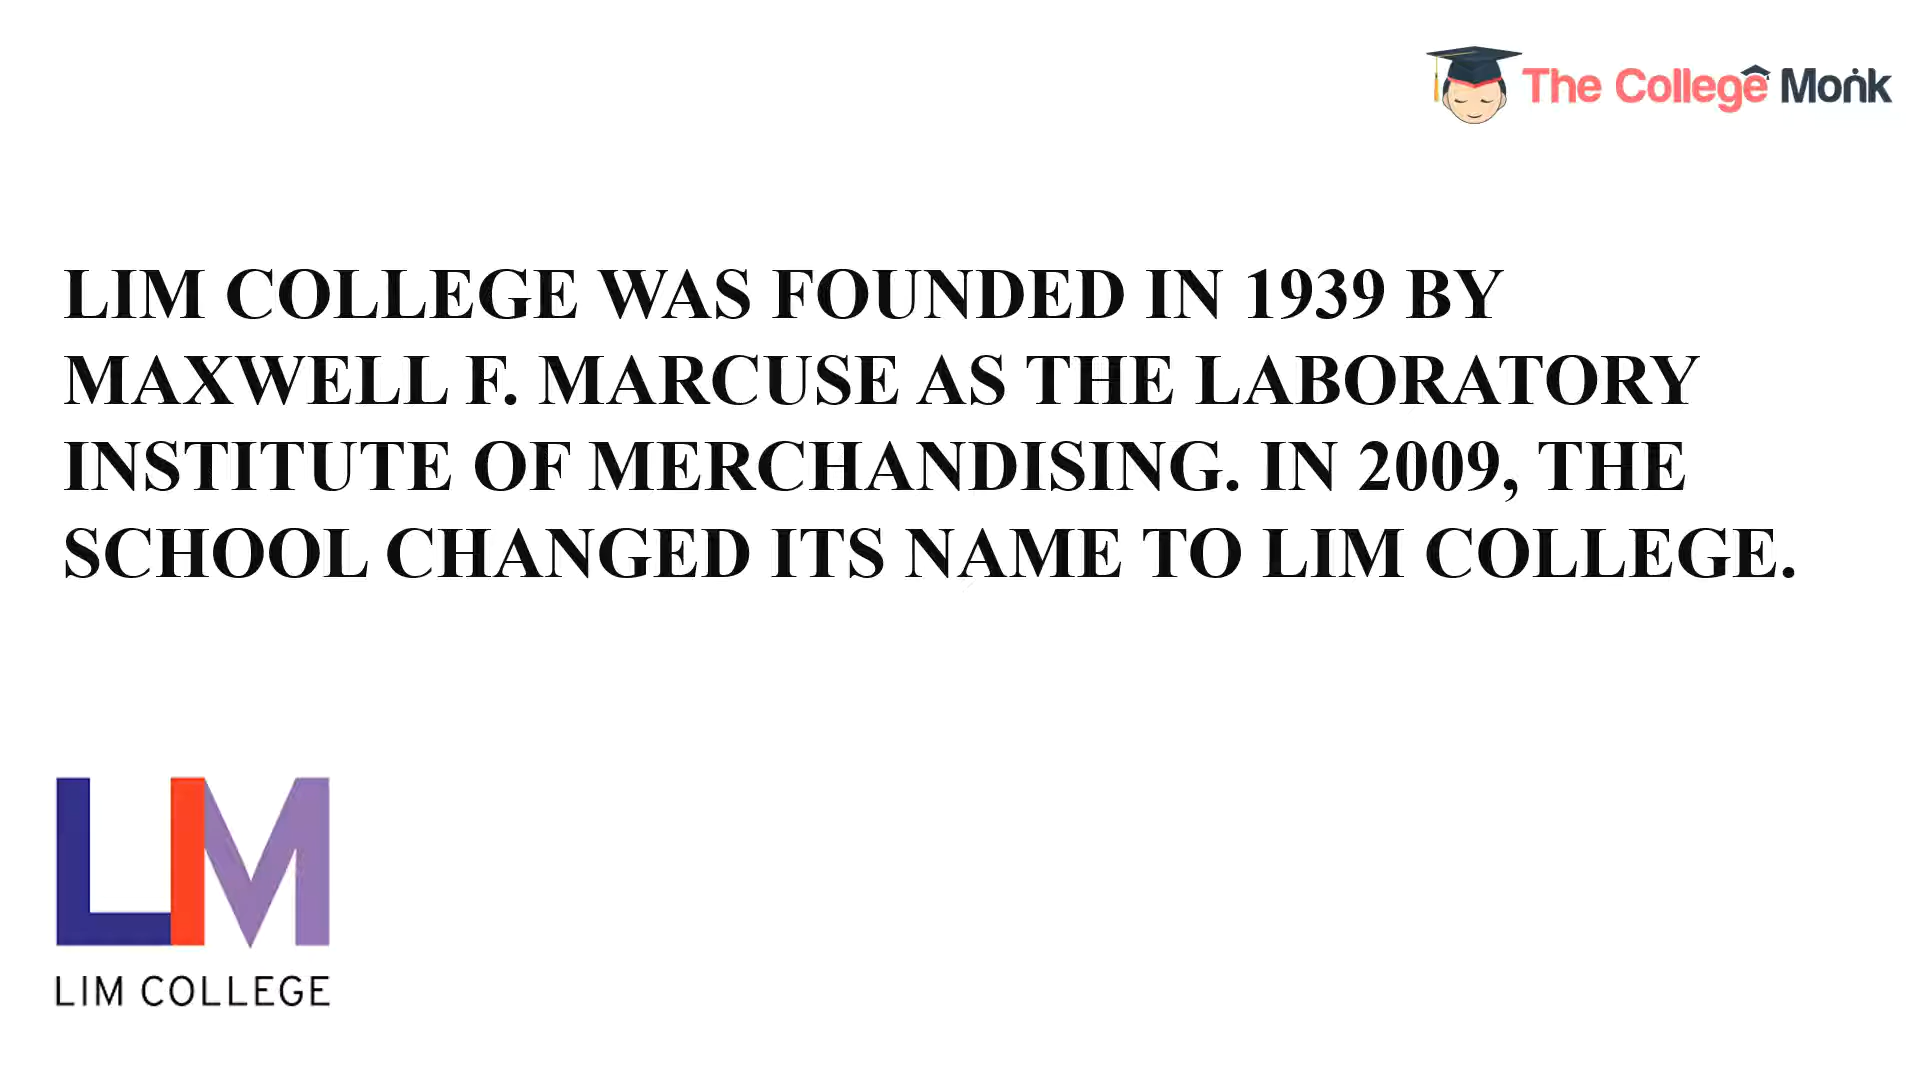 The College Monk
LIM COLLEGE WAS FOUNDED IN 1939 BY
MAXWELL F. MARCUSE AS THE LABORATORY
INSTITUTE OF MERCHANDISING. IN 2009, THE
SCHOOL CHANGED ITS NAME TO LIM COLLEGE.
LIM
LIM COLLEGE